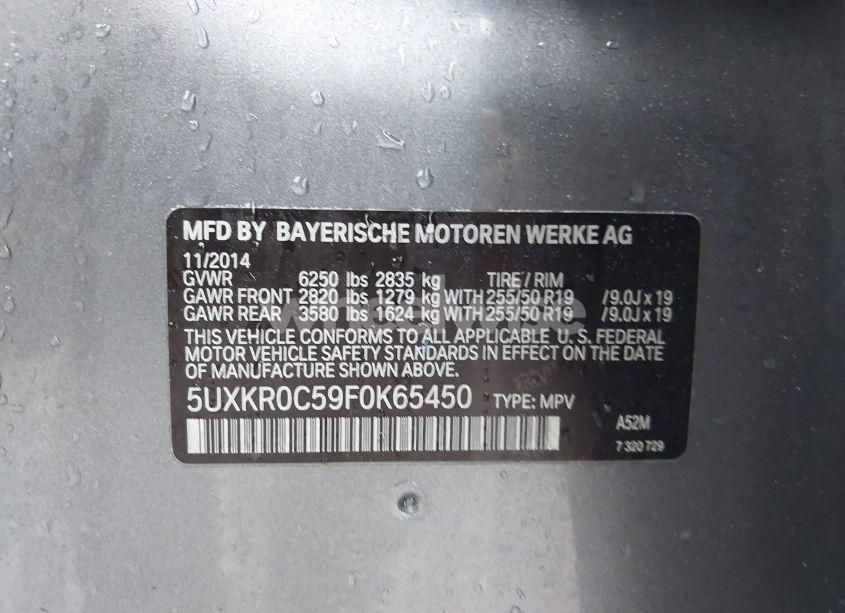 MFD BY BAYERISCHE MOTOREN WERKE AG
11/2014
GVWR 6250 lbs 2835 kg TIRE / RIM
GAWR FRONT 2820 lbs 1279 kg WITH 255/50 R19 /9.0J x 19
GAWR REAR 3580 lbs 1624 kg WITH 255/50 R19 /9.0J x 19
THIS VEHICLE CONFORMS TO ALL APPLICABLE U. S. FEDERAL
MOTOR VEHICLE SAFETY STANDARDS IN EFFECT ON THE DATE
OF MANUFACTURE SHOWN ABOVE.
5UXKR0C59F0K65450 TYPE: MPV
A52M
7 320 729